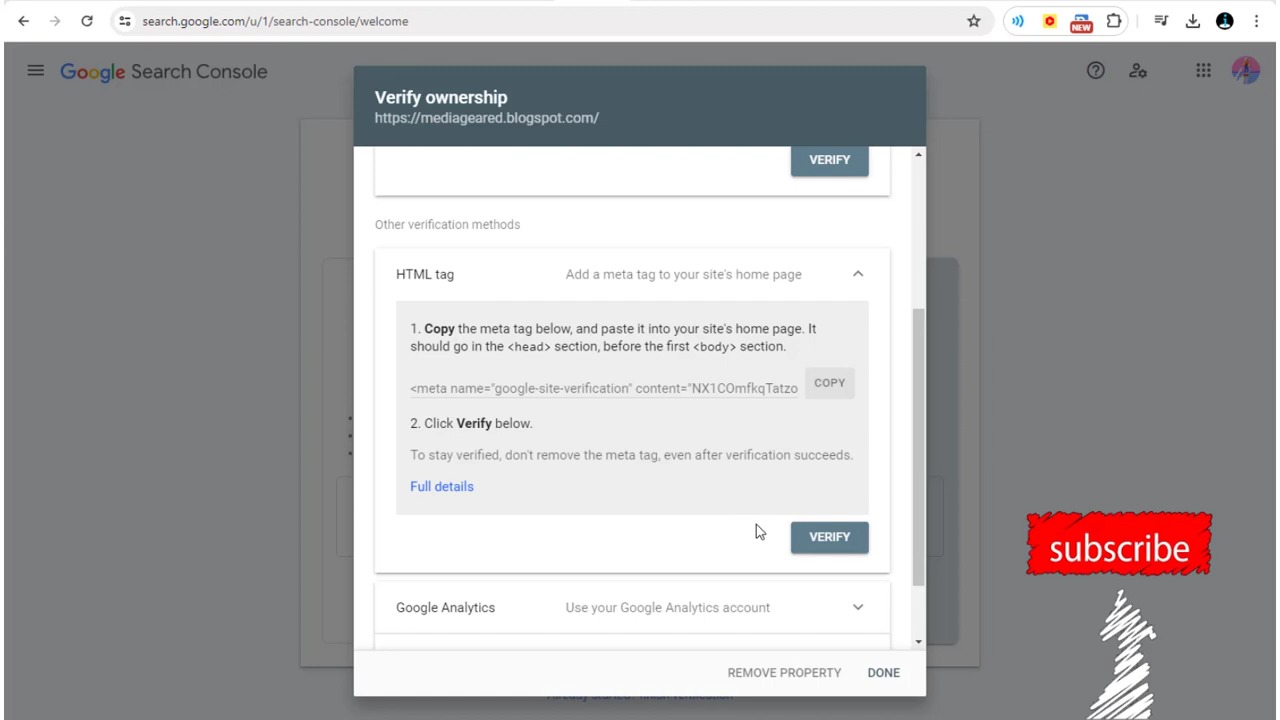 search.google.com/u/1/search-console/welcome
NEW
Google Search Console
Verify ownership
https://mediageared.blogspot.com/
VERIFY
Other verification methods
HTML tag
Add a meta tag to your site's home page
1. Copy the meta tag below, and paste it into your site's home page. It
should go in the <head> section, before the first <body> section.
<meta name="google-site-verification" content="NX1COmfkqTatzo
COPY
2. Click Verify below.
To stay verified, don't remove the meta tag, even after verification succeeds.
Full details
VERIFY
subscribe
Google Analytics
Use your Google Analytics account
REMOVE PROPERTY
DONE